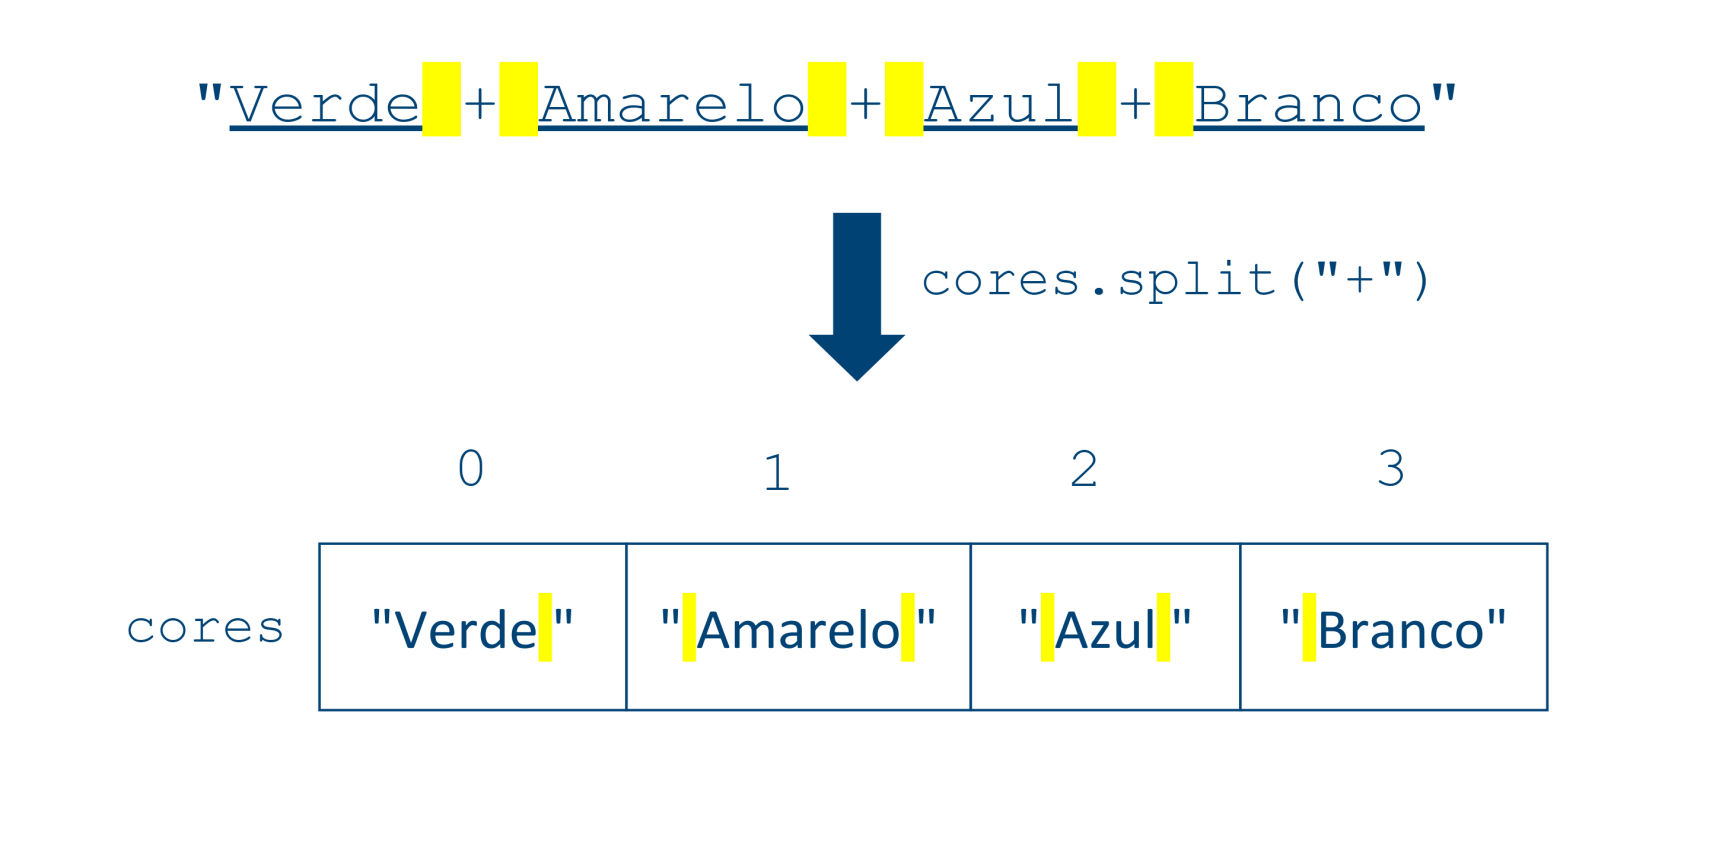 "Verde + Amarelo + Azul + Branco"
cores.split("+")
0 1 2 3
cores "Verde " " Amarelo " " Azul " " Branco"